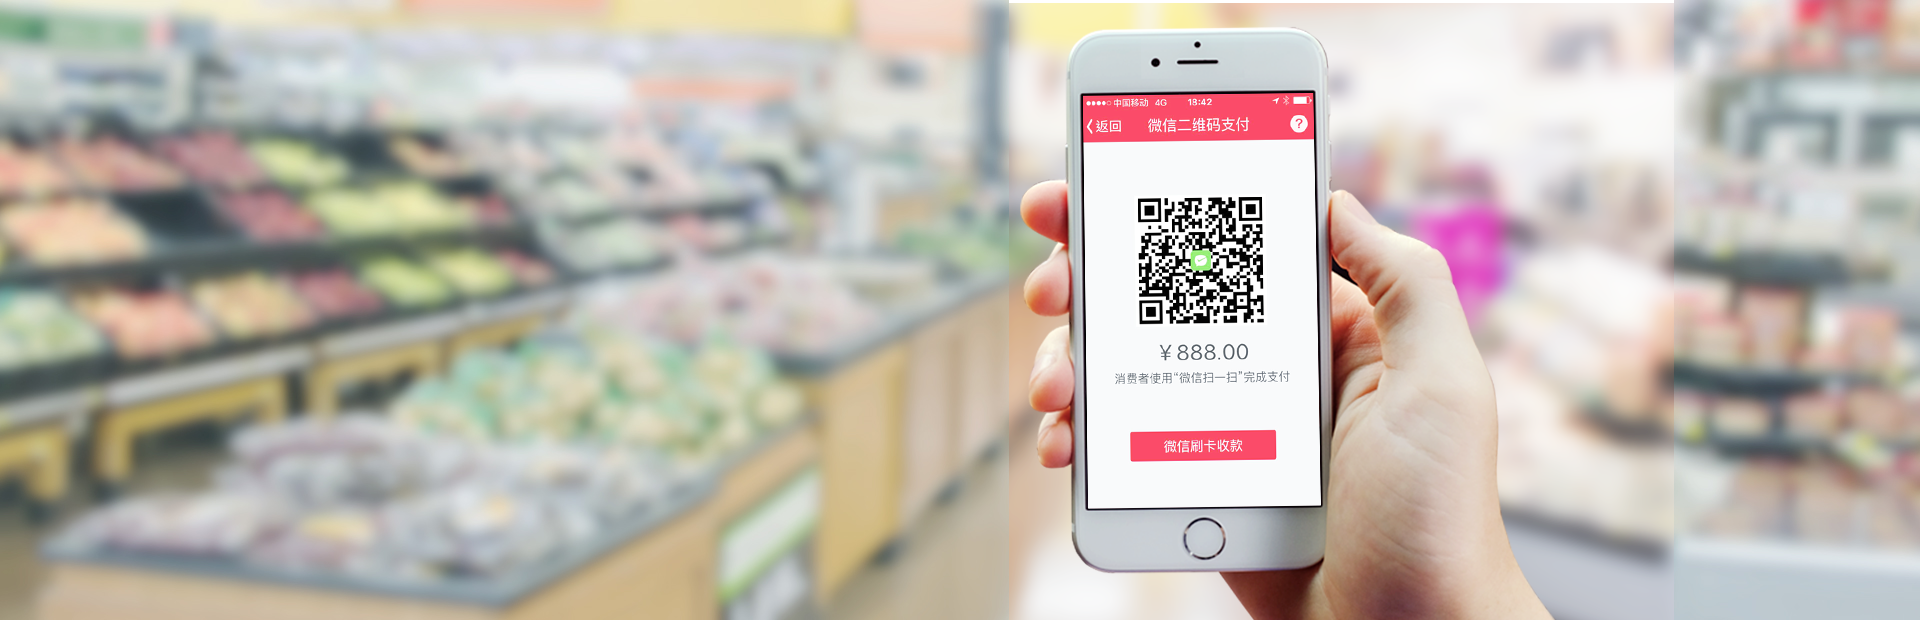 中国移动 4G 18:42
返回 微信二维码支付 ?
¥888.00
消费者使用“微信扫一扫”完成支付
微信刷卡收款